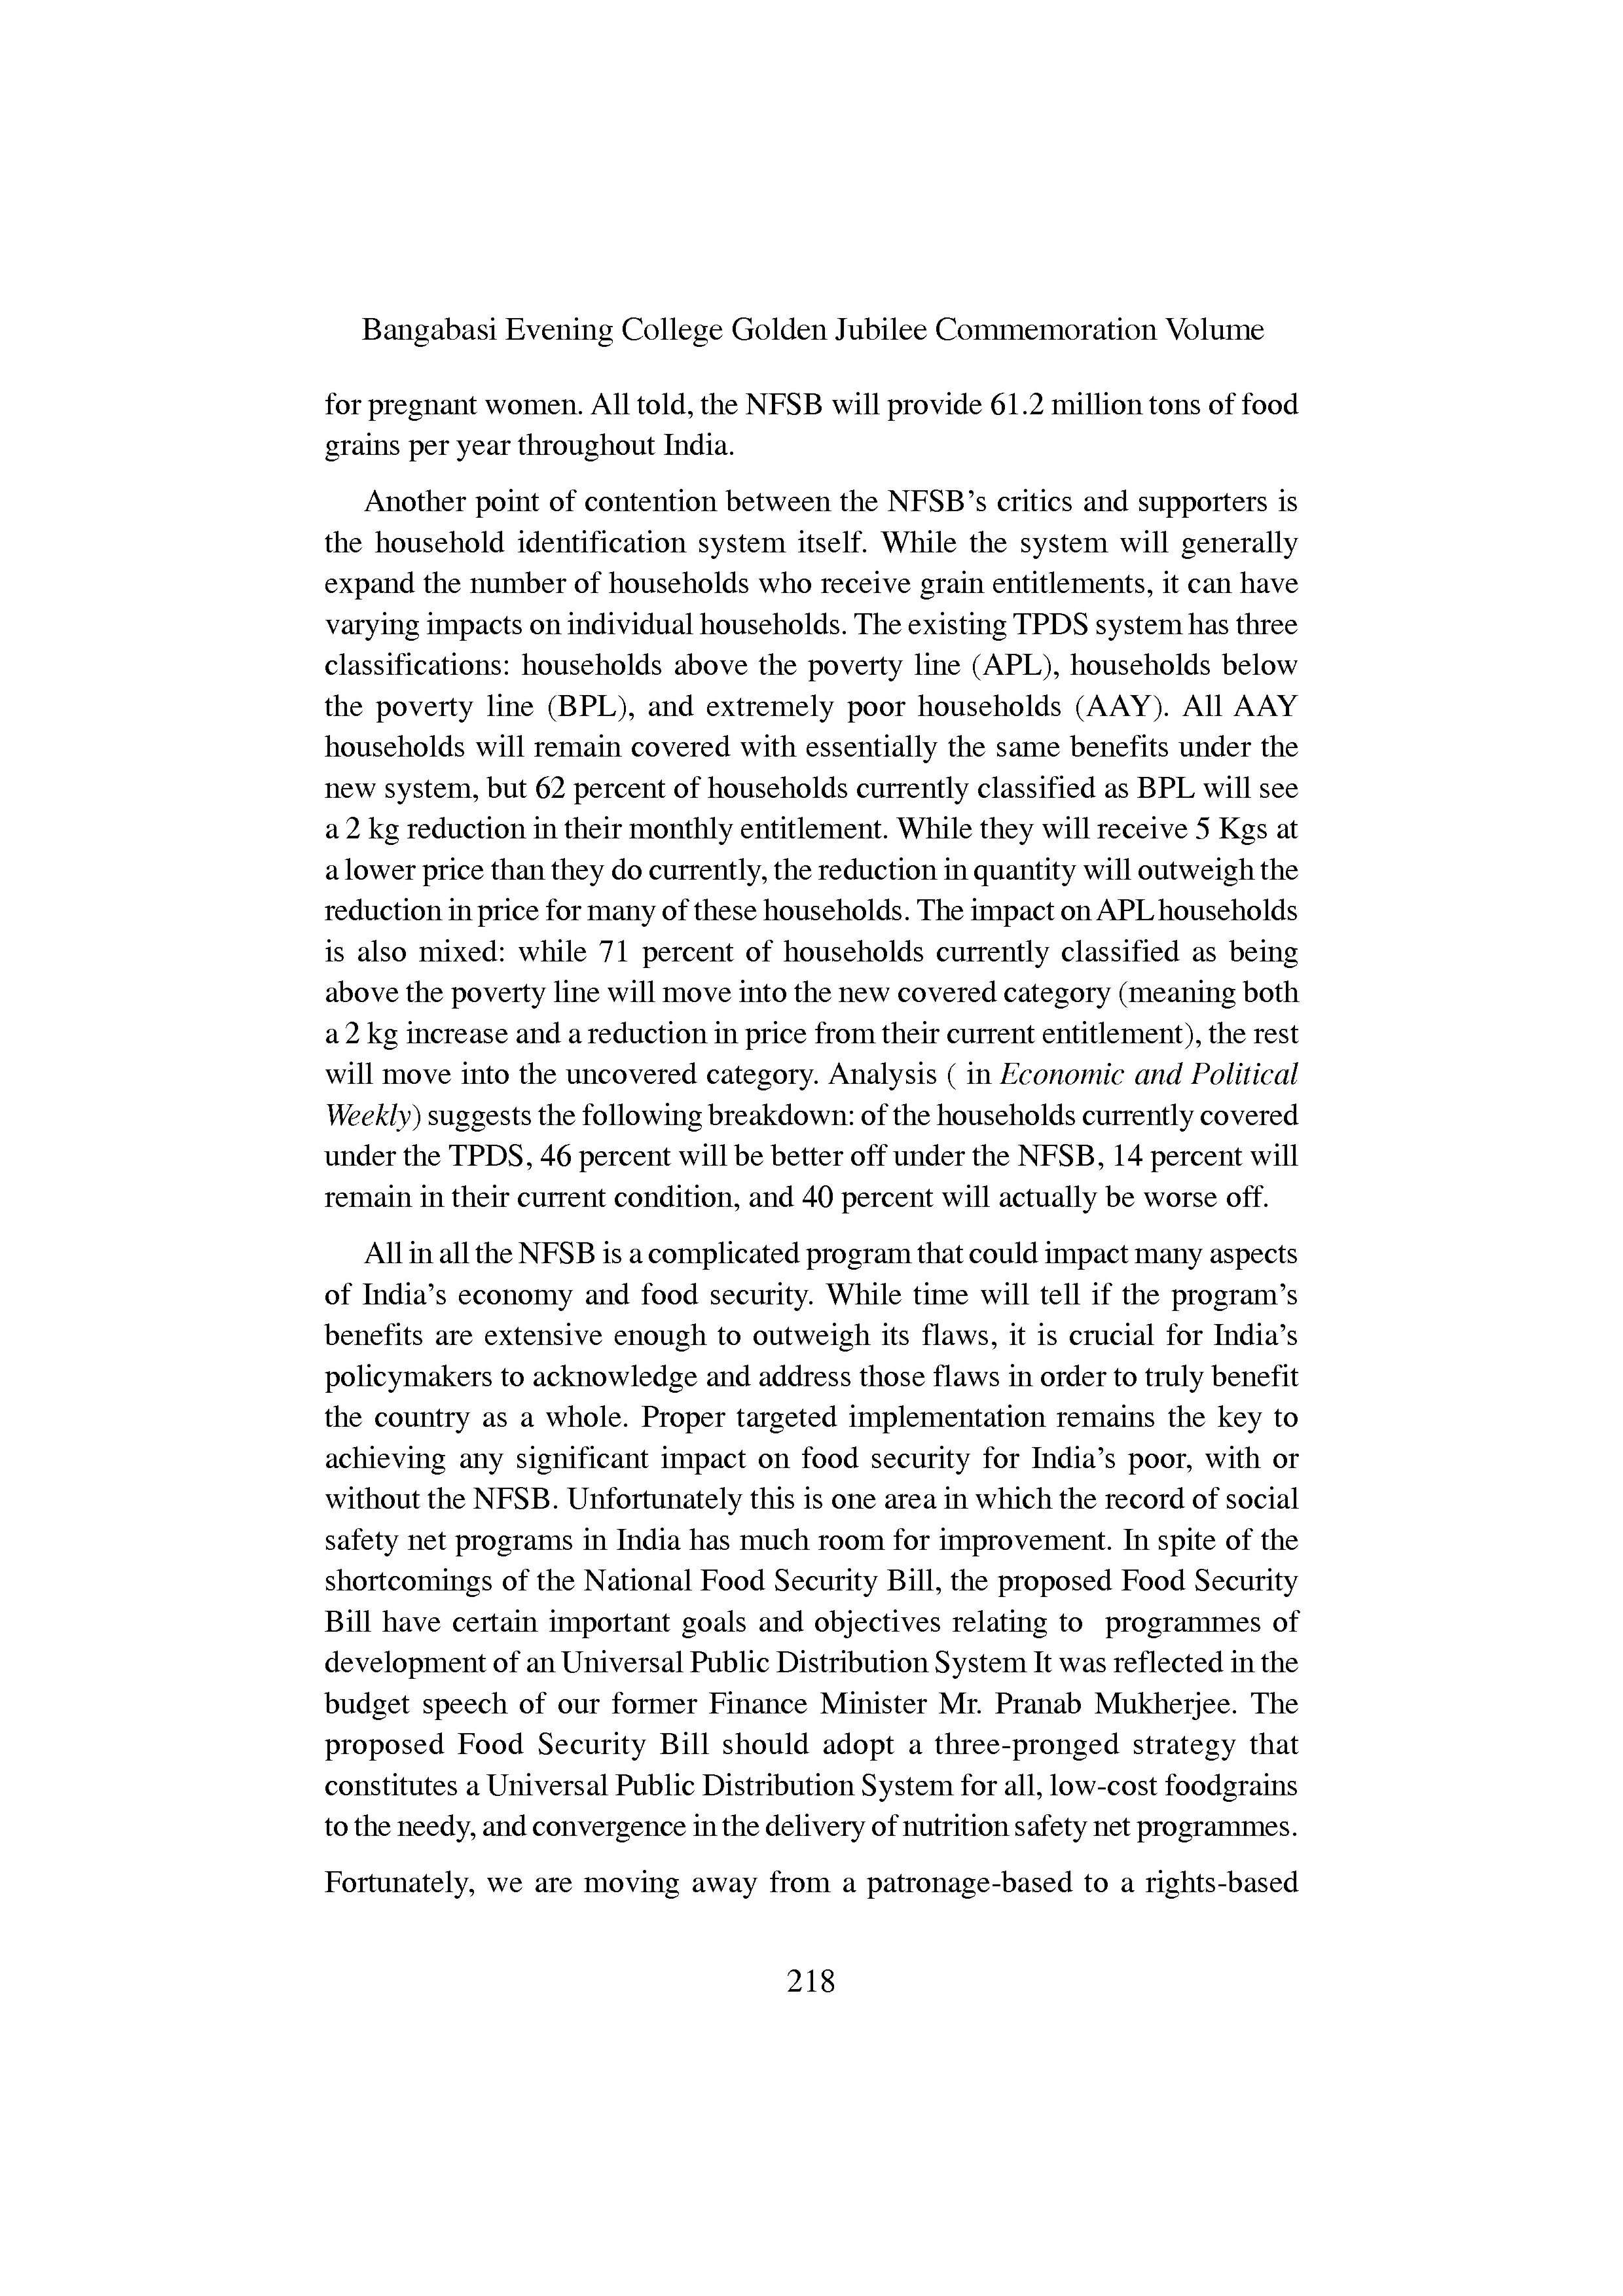 Bangabasi Evening College Golden Jubilee Commemoration Volume
for pregnant women. All told, the NFSB will provide 61.2 million tons of food
grains per year throughout India.
Another point of contention between the NFSB’s critics and supporters is
the household identification system itself. While the system will generally
expand the number of households who receive grain entitlements, it can have
varying impacts on individual households. The existing TPDS system has three
classifications: households above the poverty line (APL), households below
the poverty line (BPL), and extremely poor households (AAY). All AAY
households will remain covered with essentially the same benefits under the
new system, but 62 percent of households currently classified as BPL will see
a 2 kg reduction in their monthly entitlement. While they will receive 5 Kgs at
a lower price than they do currently, the reduction in quantity will outweigh the
reduction in price for many of these households. The impact on APL households
is also mixed: while 71 percent of households currently classified as being
above the poverty line will move into the new covered category (meaning both
a 2 kg increase and a reduction in price from their current entitlement), the rest
will move into the uncovered category. Analysis ( in Economic and Political
Weekly) suggests the following breakdown: of the households currently covered
under the TPDS, 46 percent will be better off under the NFSB, 14 percent will
remain in their current condition, and 40 percent will actually be worse off.
All in all the NFSB is a complicated program that could impact many aspects
of India’s economy and food security. While time will tell if the program’s
benefits are extensive enough to outweigh its flaws, it is crucial for India’s
policymakers to acknowledge and address those flaws in order to truly benefit
the country as a whole. Proper targeted implementation remains the key to
achieving any significant impact on food security for India’s poor, with or
without the NFSB. Unfortunately this is one area in which the record of social
safety net programs in India has much room for improvement. In spite of the
shortcomings of the National Food Security Bill, the proposed Food Security
Bill have certain important goals and objectives relating to programmes of
development of an Universal Public Distribution System It was reflected in the
budget speech of our former Finance Minister Mr. Pranab Mukherjee. The
proposed Food Security Bill should adopt a three-pronged strategy that
constitutes a Universal Public Distribution System for all, low-cost foodgrains
to the needy, and convergence in the delivery of nutrition safety net programmes.
Fortunately, we are moving away from a patronage-based to a rights-based
218